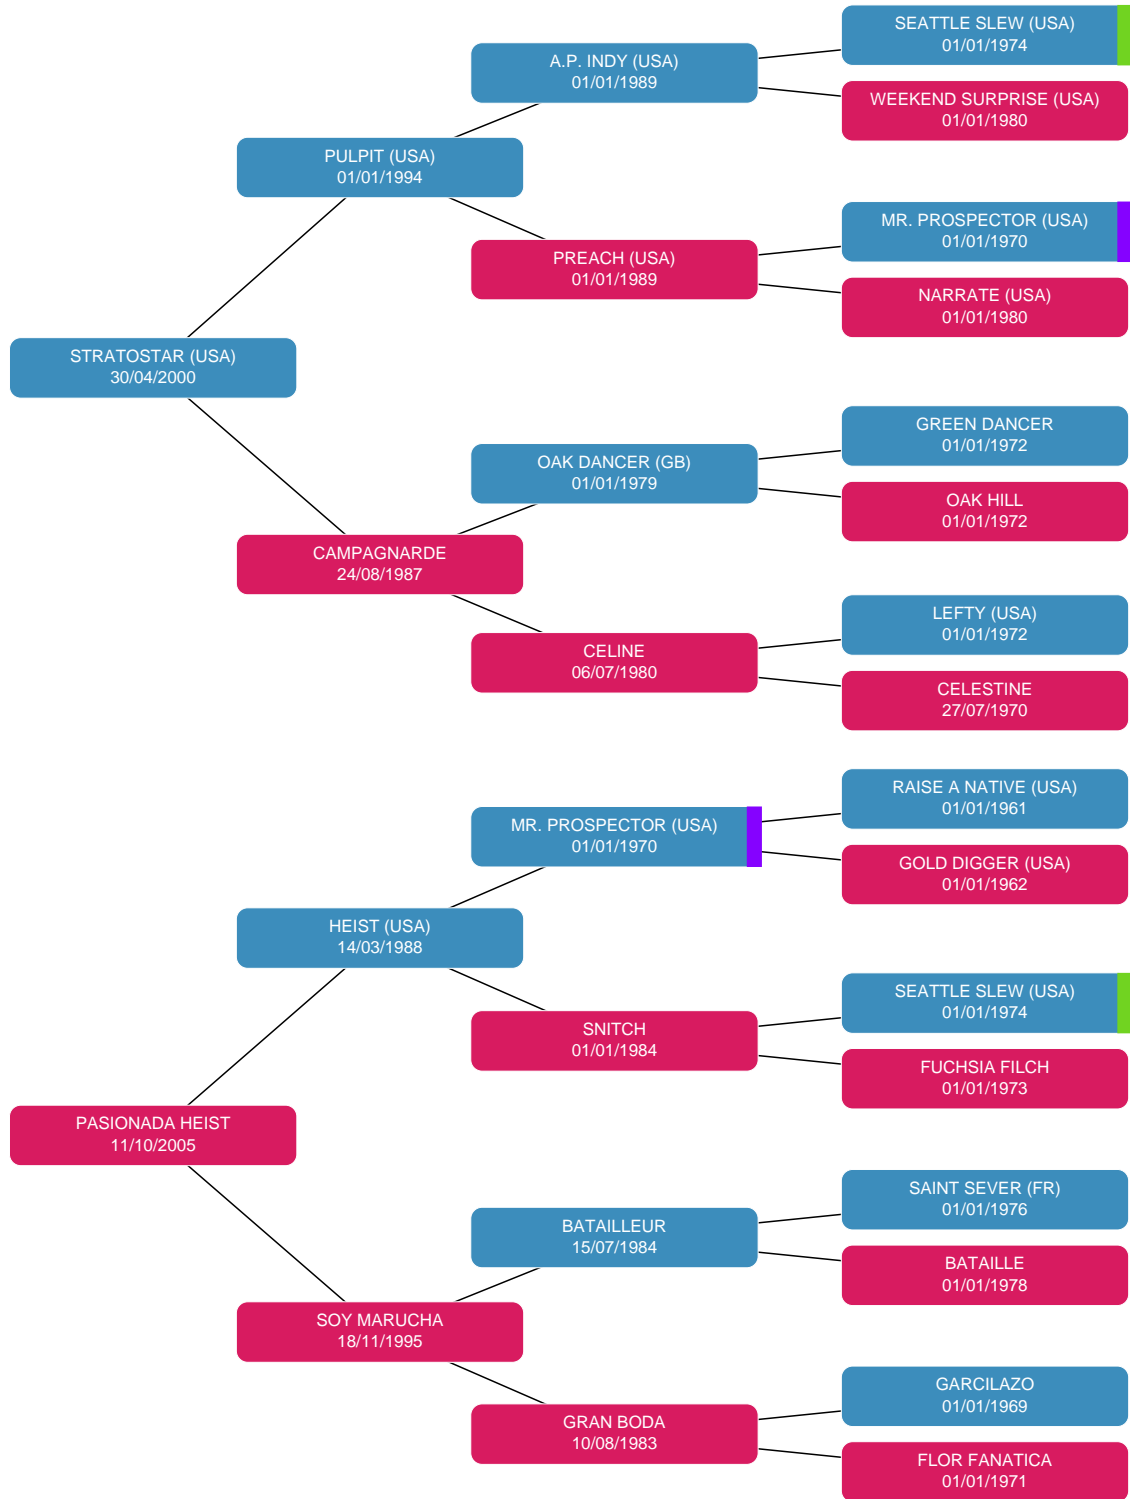 SEATTLE SLEW (USA)
01/01/1974
A.P. INDY (USA)
01/01/1989
WEEKEND SURPRISE (USA)
01/01/1980
PULPIT (USA)
01/01/1994
MR. PROSPECTOR (USA)
01/01/1970
PREACH (USA)
01/01/1989
NARRATE (USA)
01/01/1980
STRATOSTAR (USA)
30/04/2000
GREEN DANCER
01/01/1972
OAK DANCER (GB)
01/01/1979
OAK HILL
01/01/1972
CAMPAGNARDE
24/08/1987
LEFTY (USA)
01/01/1972
CELINE
06/07/1980
CELESTINE
27/07/1970
RAISE A NATIVE (USA)
01/01/1961
MR. PROSPECTOR (USA)
01/01/1970
GOLD DIGGER (USA)
01/01/1962
HEIST (USA)
14/03/1988
SEATTLE SLEW (USA)
01/01/1974
SNITCH
01/01/1984
FUCHSIA FILCH
01/01/1973
PASIONADA HEIST
11/10/2005
SAINT SEVER (FR)
01/01/1976
BATAILLEUR
15/07/1984
BATAILLE
01/01/1978
SOY MARUCHA
18/11/1995
GARCILAZO
01/01/1969
GRAN BODA
10/08/1983
FLOR FANATICA
01/01/1971